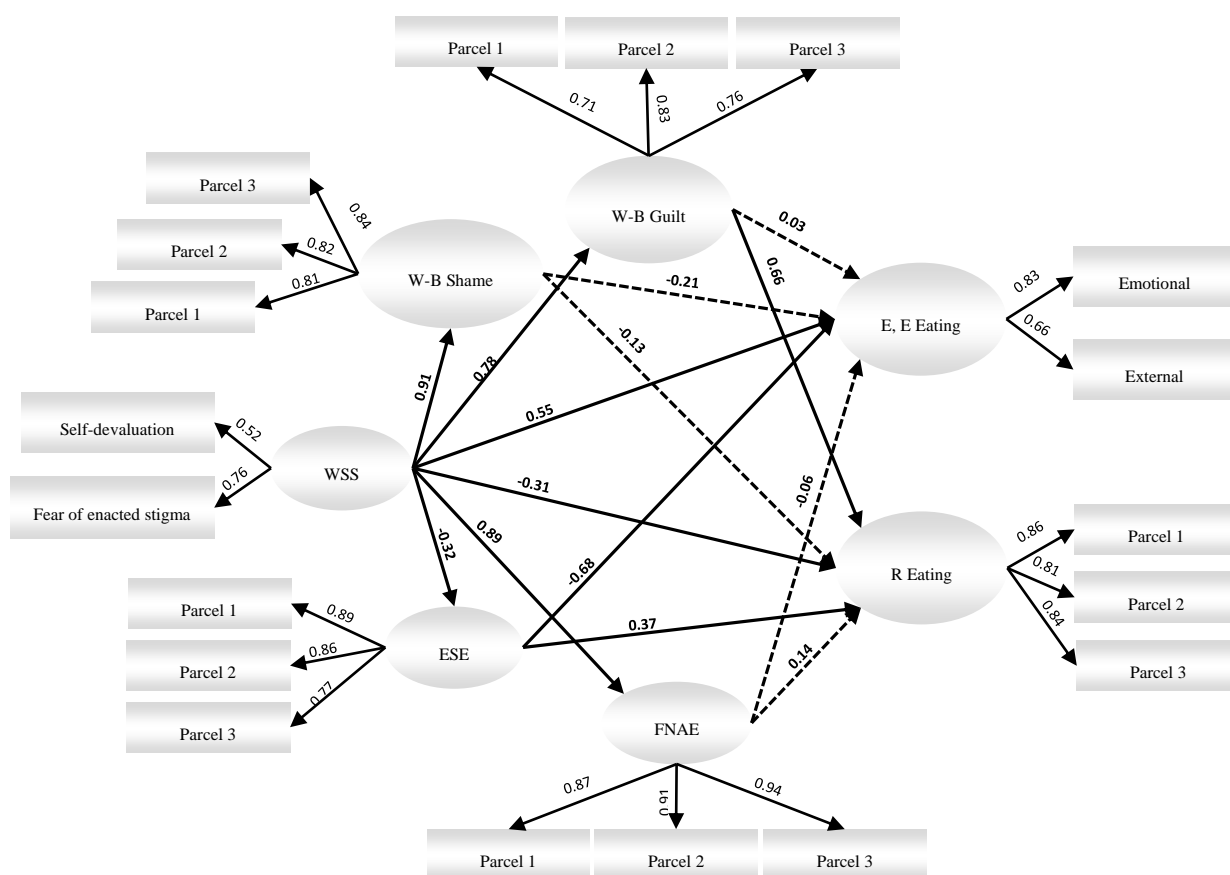 Parcel 1
Parcel 2
Parcel 3
0.71
0.83
0.76
Parcel 3
0.84
Parcel 2
0.82
Parcel 1
0.81
W-B Guilt
W-B Shame
0.03
0.66
-0.21
-0.13
E, E Eating
0.83
0.66
Emotional
External
0.91
0.78
0.55
Self-devaluation
0.52
Fear of enacted stigma
0.76
WSS
-0.31
0.89
-0.32
-0.06
-0.68
R Eating
0.86
0.81
0.84
Parcel 1
Parcel 2
Parcel 3
Parcel 1
0.89
Parcel 2
0.86
Parcel 3
0.77
ESE
0.37
0.14
FNAE
0.87
0.91
0.94
Parcel 1
Parcel 2
Parcel 3